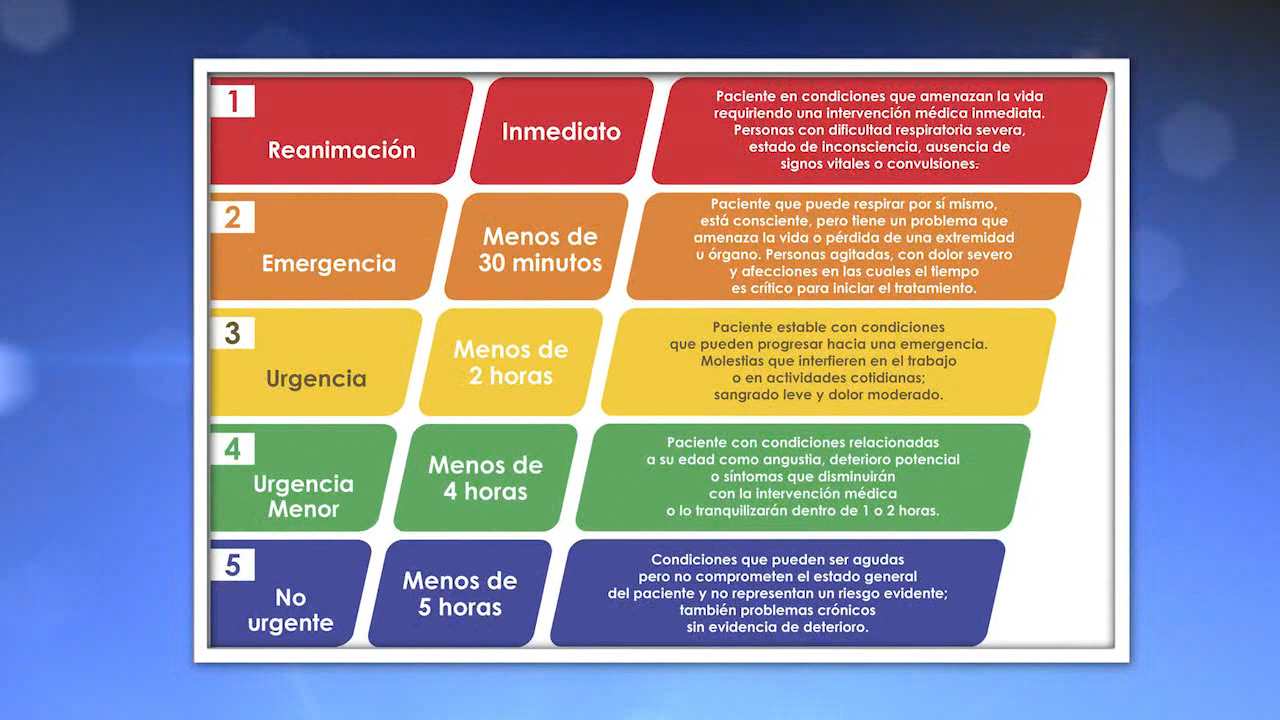 1
Reanimación
Inmediato
Paciente en condiciones que amenazan la vida
requiriendo una intervención médica inmediata.
Personas con dificultad respiratoria severa,
estado de inconsciencia, ausencia de
signos vitales o convulsiones.
2
Emergencia
Menos de
30 minutos
Paciente que puede respirar por sí mismo,
está consciente, pero tiene un problema que
amenaza la vida o pérdida de una extremidad
u órgano. Personas agitadas, con dolor severo
y afecciones en las cuales el tiempo
es crítico para iniciar el tratamiento.
3
Urgencia
Menos de
2 horas
Paciente estable con condiciones
que pueden progresar hacia una emergencia.
Molestias que interfieren en el trabajo
o en actividades cotidianas;
sangrado leve y dolor moderado.
4
Urgencia
Menor
Menos de
4 horas
Paciente con condiciones relacionadas
a su edad como angustia, deterioro potencial
o síntomas que disminuirán
con la intervención médica
o lo tranquilizarán dentro de 1 o 2 horas.
5
No
urgente
Menos de
5 horas
Condiciones que pueden ser agudas
pero no comprometen el estado general
del paciente y no representan un riesgo evidente;
también problemas crónicos
sin evidencia de deterioro.